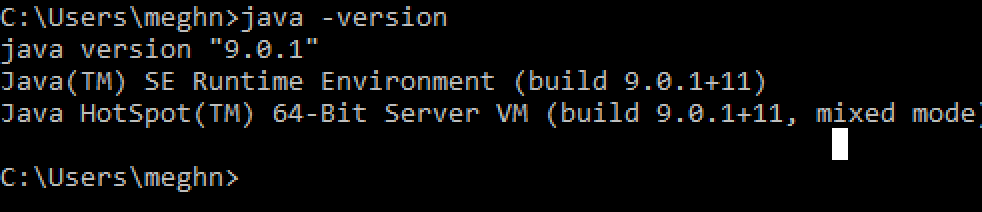 C:\Users\meghn>java -version
java version "9.0.1"
Java(TM) SE Runtime Environment (build 9.0.1+11)
Java HotSpot(TM) 64-Bit Server VM (build 9.0.1+11, mixed mode)
C:\Users\meghn>